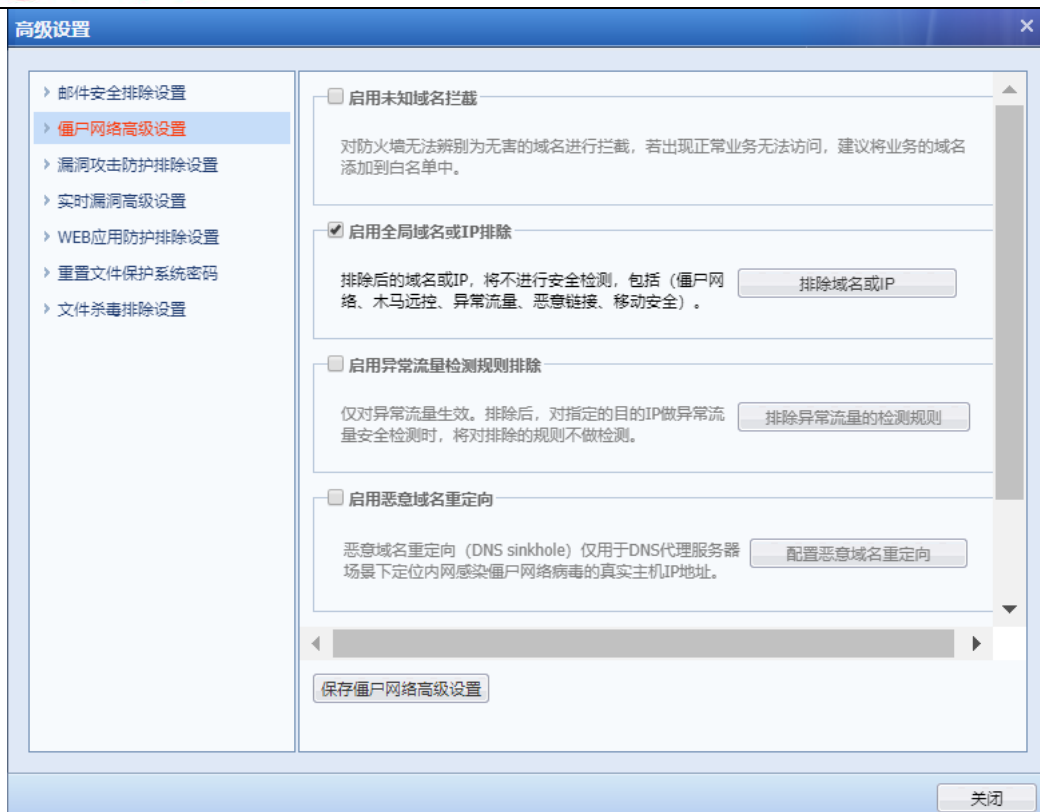 高级设置
邮件安全排除设置
僵尸网络高级设置
漏洞攻击防护排除设置
实时漏洞高级设置
WEB应用防护排除设置
重置文件保护系统密码
文件杀毒排除设置
启用未知域名拦截
对防火墙无法辨别为无害的域名进行拦截，若出现正常业务无法访问，建议将业务的域名
添加到白名单中。
启用全局域名或IP排除
排除后的域名或IP，将不进行安全检测，包括（僵尸网
络、木马远控、异常流量、恶意链接、移动安全）。
排除域名或IP
启用异常流量检测规则排除
仅对异常流量生效。排除后，对指定的目的IP做异常流
量安全检测时，将对排除的规则不做检测。
排除异常流量的检测规则
启用恶意域名重定向
恶意域名重定向（DNS sinkhole）仅用于DNS代理服务器
场景下定位内网感染僵尸网络病毒的真实主机IP地址。
配置恶意域名重定向
保存僵尸网络高级设置
关闭